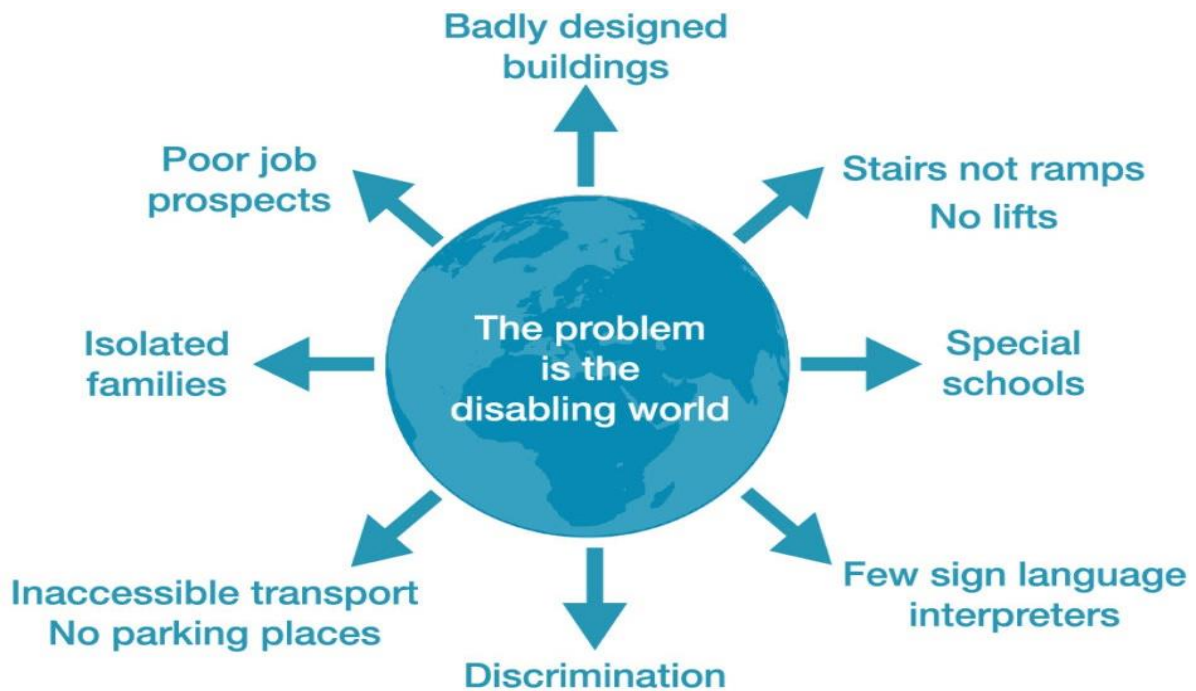 Badly designed
buildings
Poor job
prospects
Stairs not ramps
No lifts
Isolated
families
The problem
is the
disabling world
Special
schools
Inaccessible transport
No parking places
Few sign language
interpreters
Discrimination